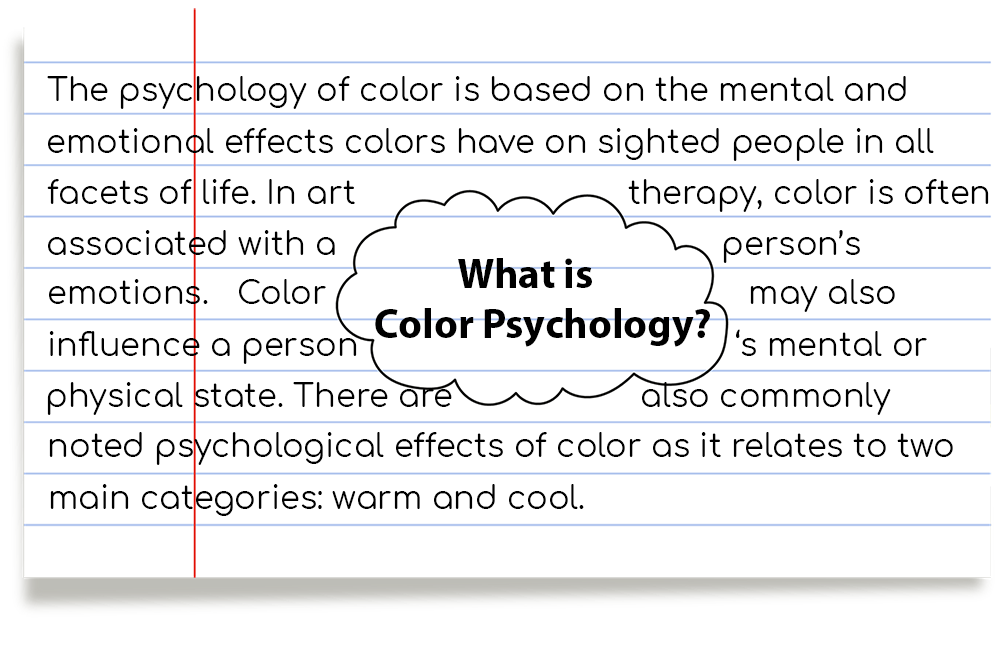 The psychology of color is based on the mental and
emotional effects colors have on sighted people in all
facets of life. In art therapy, color is often
associated with a person’s
emotions. Color may also
influence a person ‘s mental or
physical state. There are also commonly
noted psychological effects of color as it relates to two
main categories: warm and cool.
What is
Color Psychology?